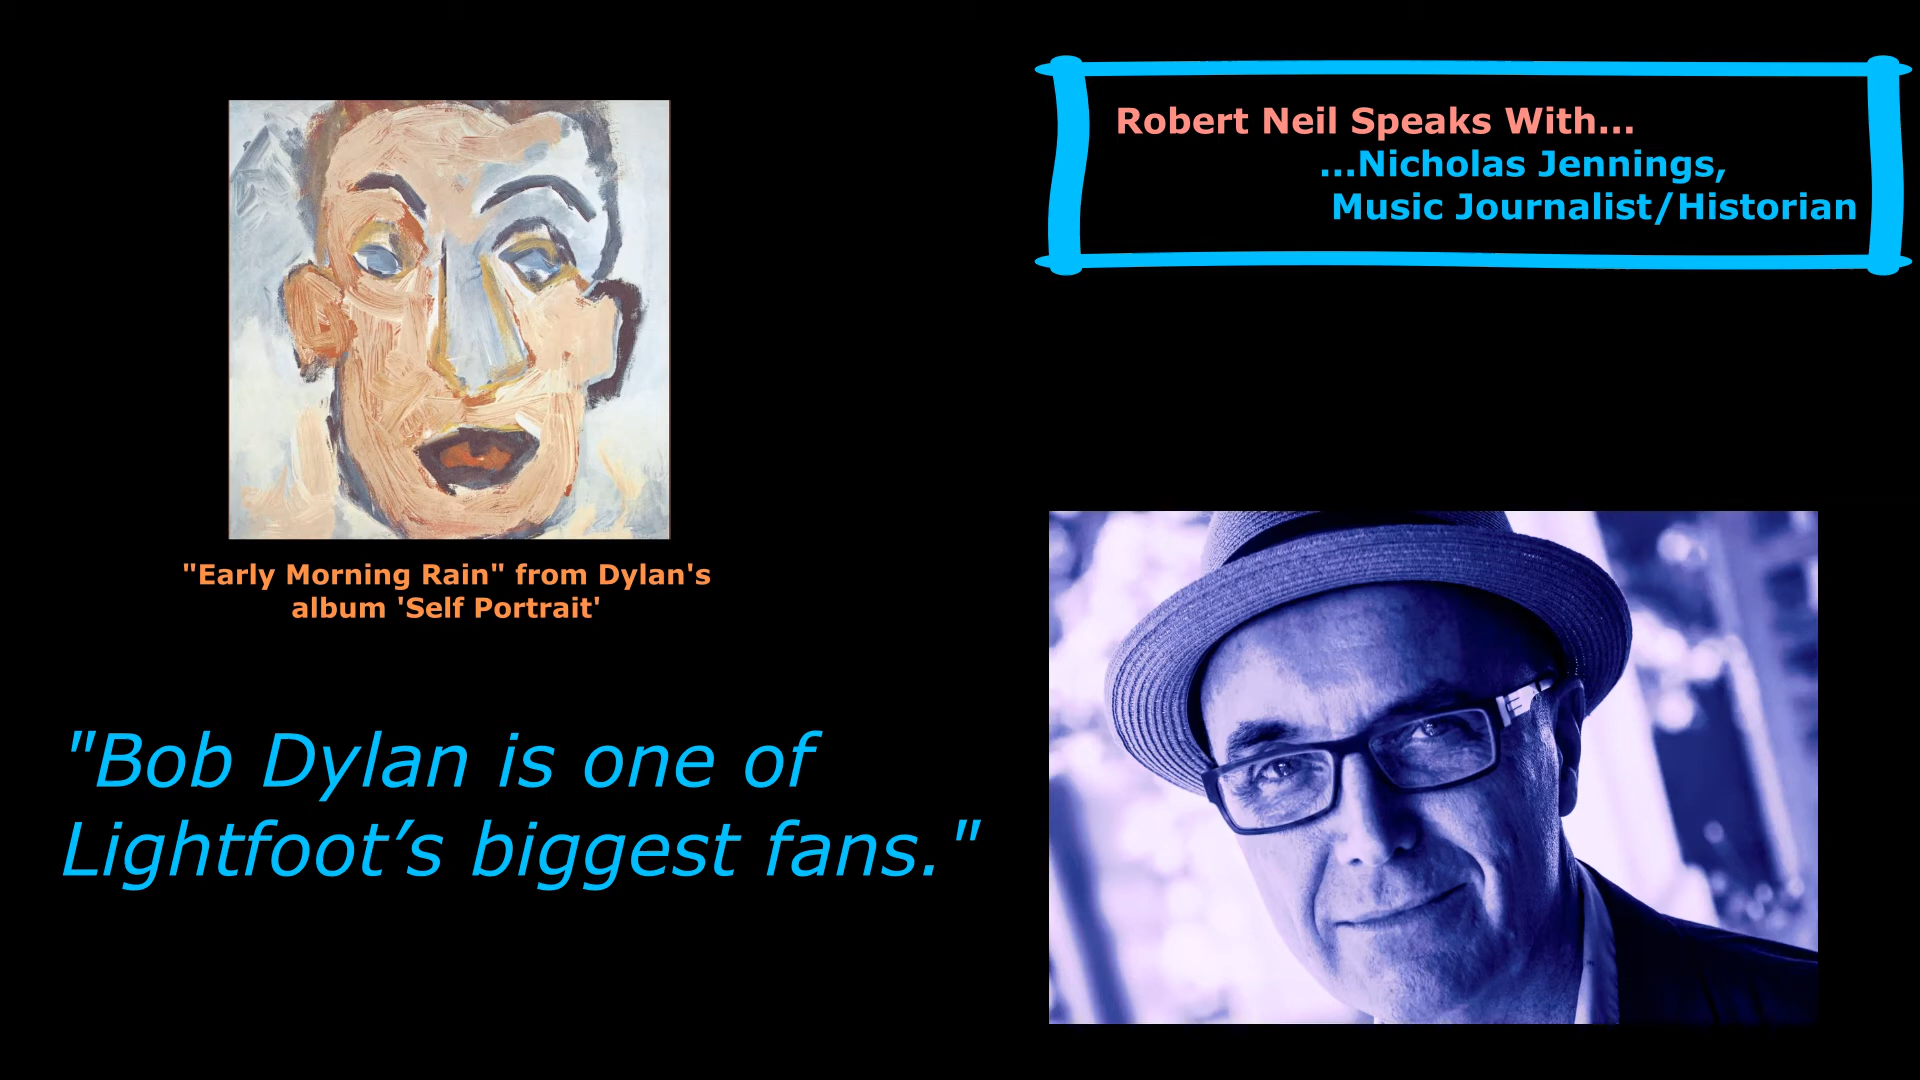 Robert Neil Speaks With...
...Nicholas Jennings,
Music Journalist/Historian
"Early Morning Rain" from Dylan's
album 'Self Portrait'
"Bob Dylan is one of
Lightfoot’s biggest fans."